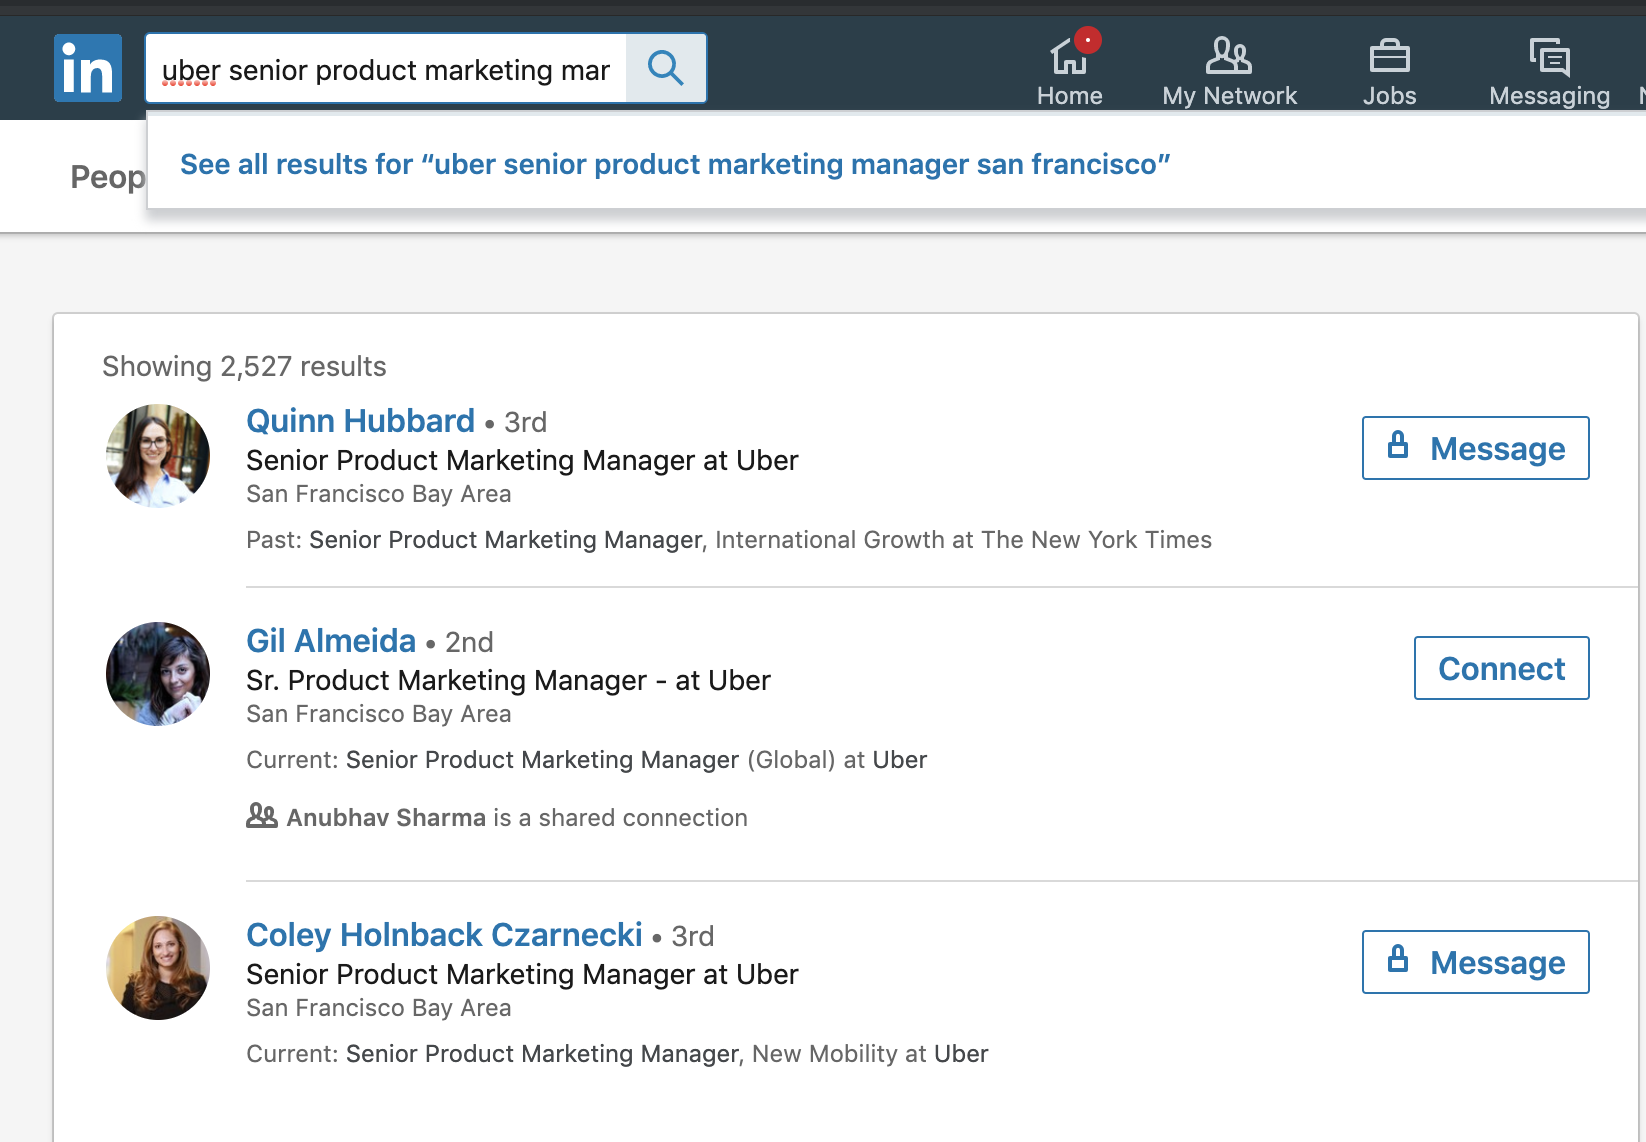 in
uber senior product marketing mar
Home
My Network
Jobs
Messaging
See all results for “uber senior product marketing manager san francisco”
Peop
Showing 2,527 results
Quinn Hubbard • 3rd
Senior Product Marketing Manager at Uber
San Francisco Bay Area
Past: Senior Product Marketing Manager, International Growth at The New York Times
Message
Gil Almeida • 2nd
Sr. Product Marketing Manager - at Uber
San Francisco Bay Area
Current: Senior Product Marketing Manager (Global) at Uber
Anubhav Sharma is a shared connection
Connect
Coley Holnback Czarnecki • 3rd
Senior Product Marketing Manager at Uber
San Francisco Bay Area
Current: Senior Product Marketing Manager, New Mobility at Uber
Message